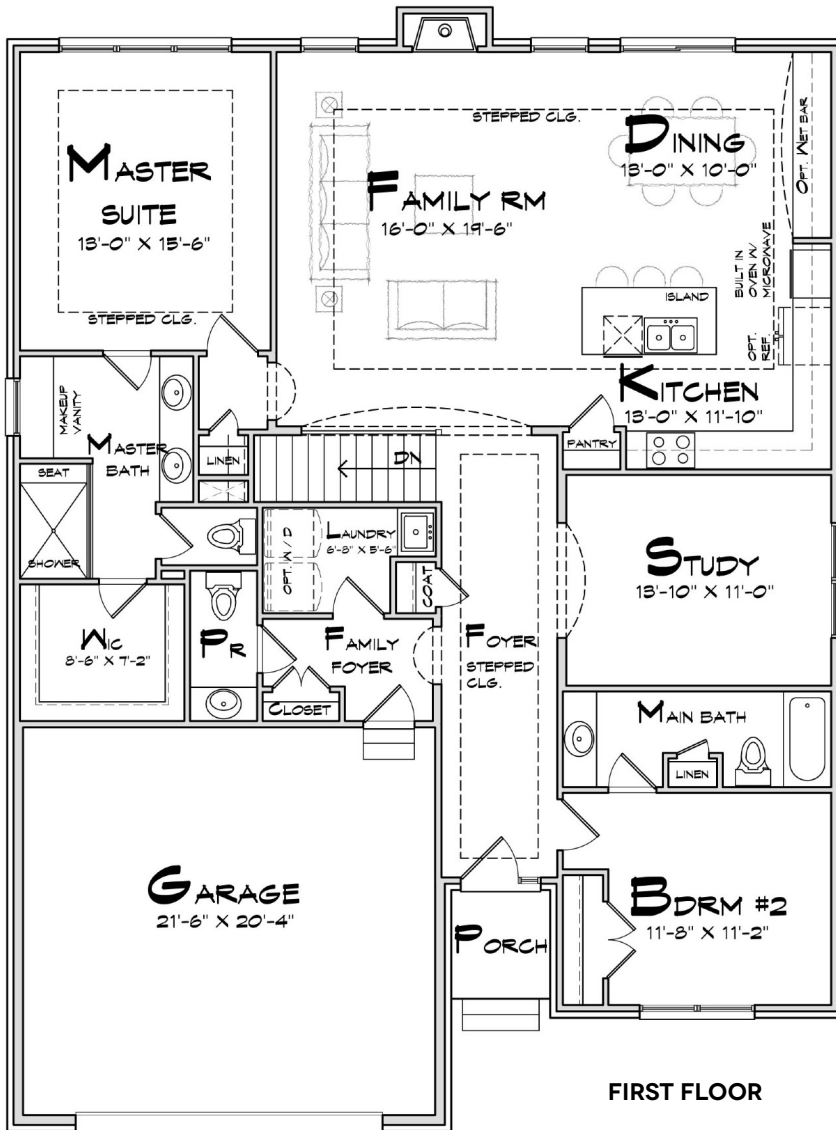 STEPPED CLG.
DINING
13'-0" X 10'-0"
OPT. WET BAR
MASTER
SUITE
13'-0" X 15'-6"
STEPPED CLG.
FAMILY RM
16'-0" X 19'-6"
BUILT IN
OVEN W/
MICROWAVE
ISLAND
OPT.
REF.
KITCHEN
13'-0" X 11'-10"
PANTRY
MAKEUP
VANITY
MASTER
BATH
LINEN
DN
SEAT
SHOWER
LAUNDRY
6'-8" X 5'-6"
OPT. W / D
COAT
STUDY
13'-10" X 11'-0"
WIC
8'-6" X 7'-2"
PR
FAMILY
FOYER
FOYER
STEPPED
CLG.
CLOSET
MAIN BATH
LINEN
GARAGE
21'-6" X 20'-4"
PORCH
BDRM #2
11'-8" X 11'-2"
FIRST FLOOR